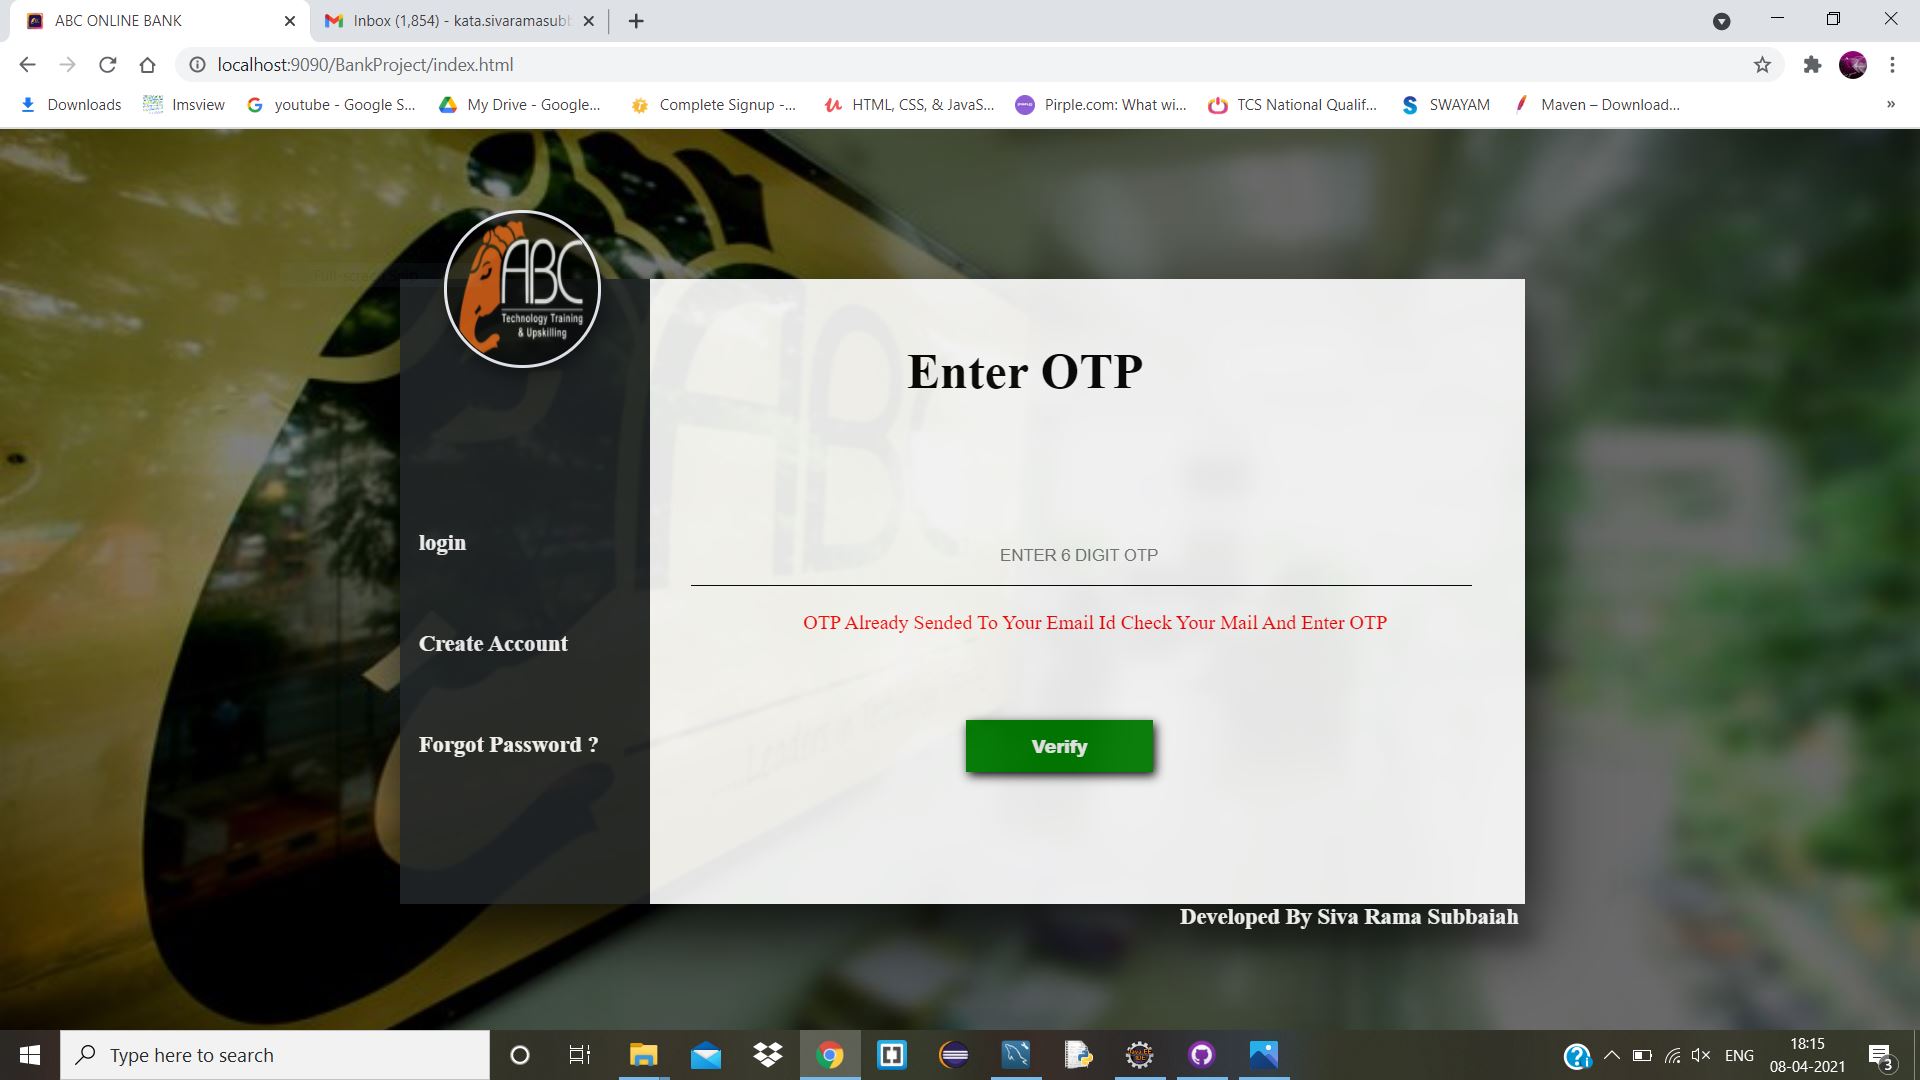 ABC ONLINE BANK
Inbox (1,854) - kata.sivaramasubb
localhost:9090/BankProject/index.html
Downloads
Imsview
youtube - Google S...
My Drive - Google...
Complete Signup -...
HTML, CSS, & JavaS...
Pirple.com: What wi...
TCS National Qualif...
SWAYAM
Maven – Download...
»
ABC
Technology Training
& Upskilling
Enter OTP
login
Create Account
Forgot Password ?
ENTER 6 DIGIT OTP
OTP Already Sended To Your Email Id Check Your Mail And Enter OTP
Verify
Developed By Siva Rama Subbaiah
Type here to search
ENG
18:15
08-04-2021
3